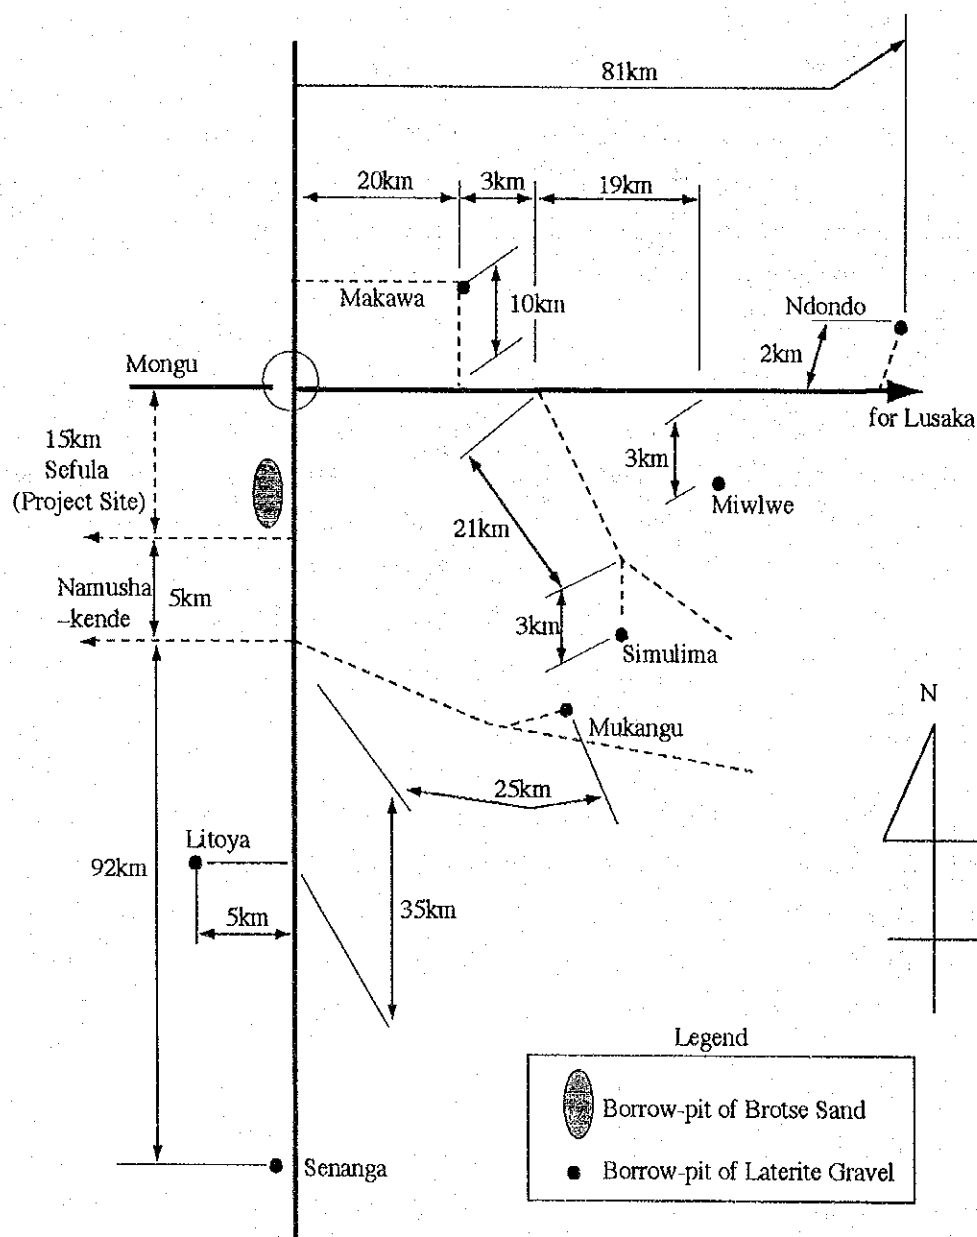 81km
20km
3km
19km
Makawa
10km
Ndondo
2km
Mongu
for Lusaka
15km
Sefula
(Project Site)
3km
Miwlwe
21km
Namusha
-kende
5km
3km
Simulima
N
Mukangu
25km
Litoya
92km
5km
35km
Legend
Borrow-pit of Brotse Sand
Borrow-pit of Laterite Gravel
Senanga